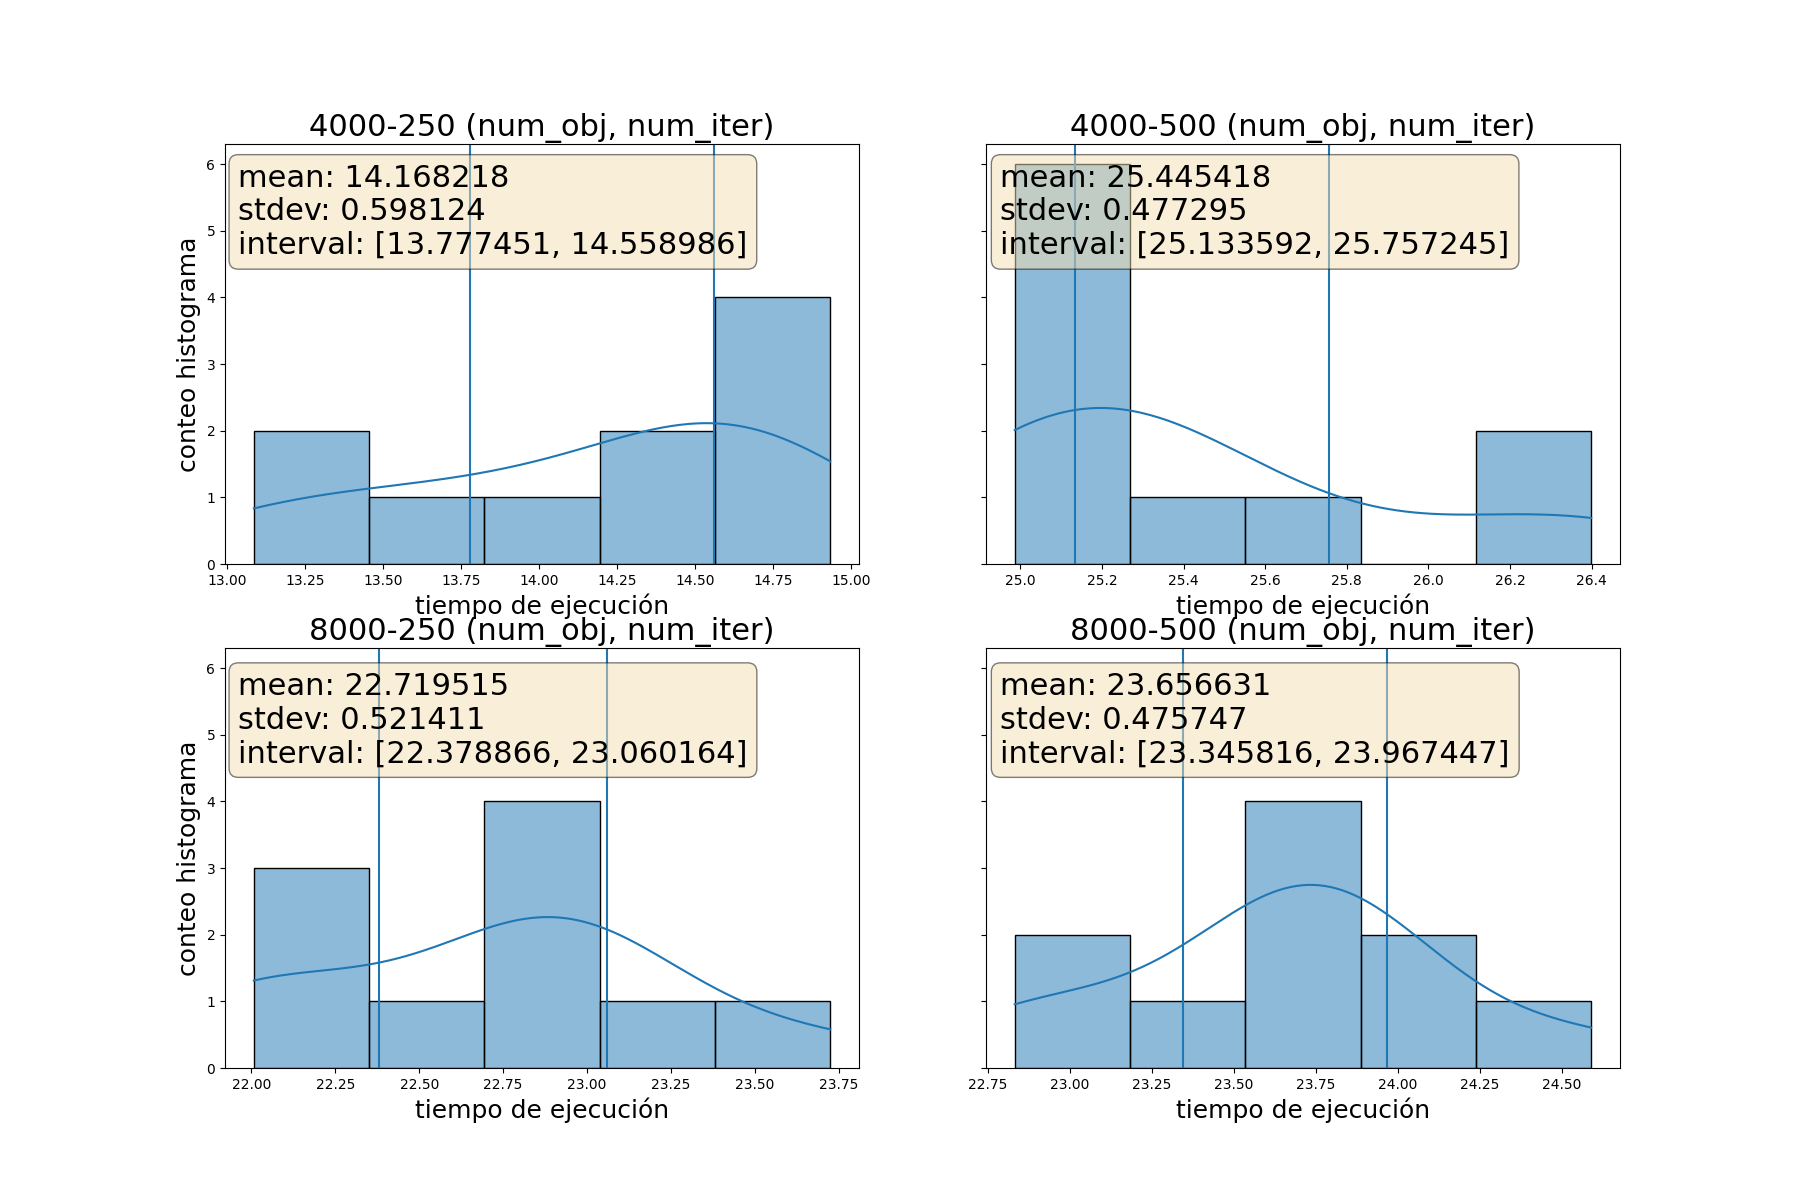 4000-250 (num_obj, num_iter)
mean: 14.168218
stdev: 0.598124
interval: [13.777451, 14.558986]
conteo histograma
6
5
4
3
2
1
0
13.00 13.25 13.50 13.75 14.00 14.25 14.50 14.75 15.00
tiempo de ejecución
4000-500 (num_obj, num_iter)
mean: 25.445418
stdev: 0.477295
interval: [25.133592, 25.757245]
25.0 25.2 25.4 25.6 25.8 26.0 26.2 26.4
tiempo de ejecución
8000-250 (num_obj, num_iter)
mean: 22.719515
stdev: 0.521411
interval: [22.378866, 23.060164]
conteo histograma
6
5
4
3
2
1
0
22.00 22.25 22.50 22.75 23.00 23.25 23.50 23.75
tiempo de ejecución
8000-500 (num_obj, num_iter)
mean: 23.656631
stdev: 0.475747
interval: [23.345816, 23.967447]
22.75 23.00 23.25 23.50 23.75 24.00 24.25 24.50
tiempo de ejecución